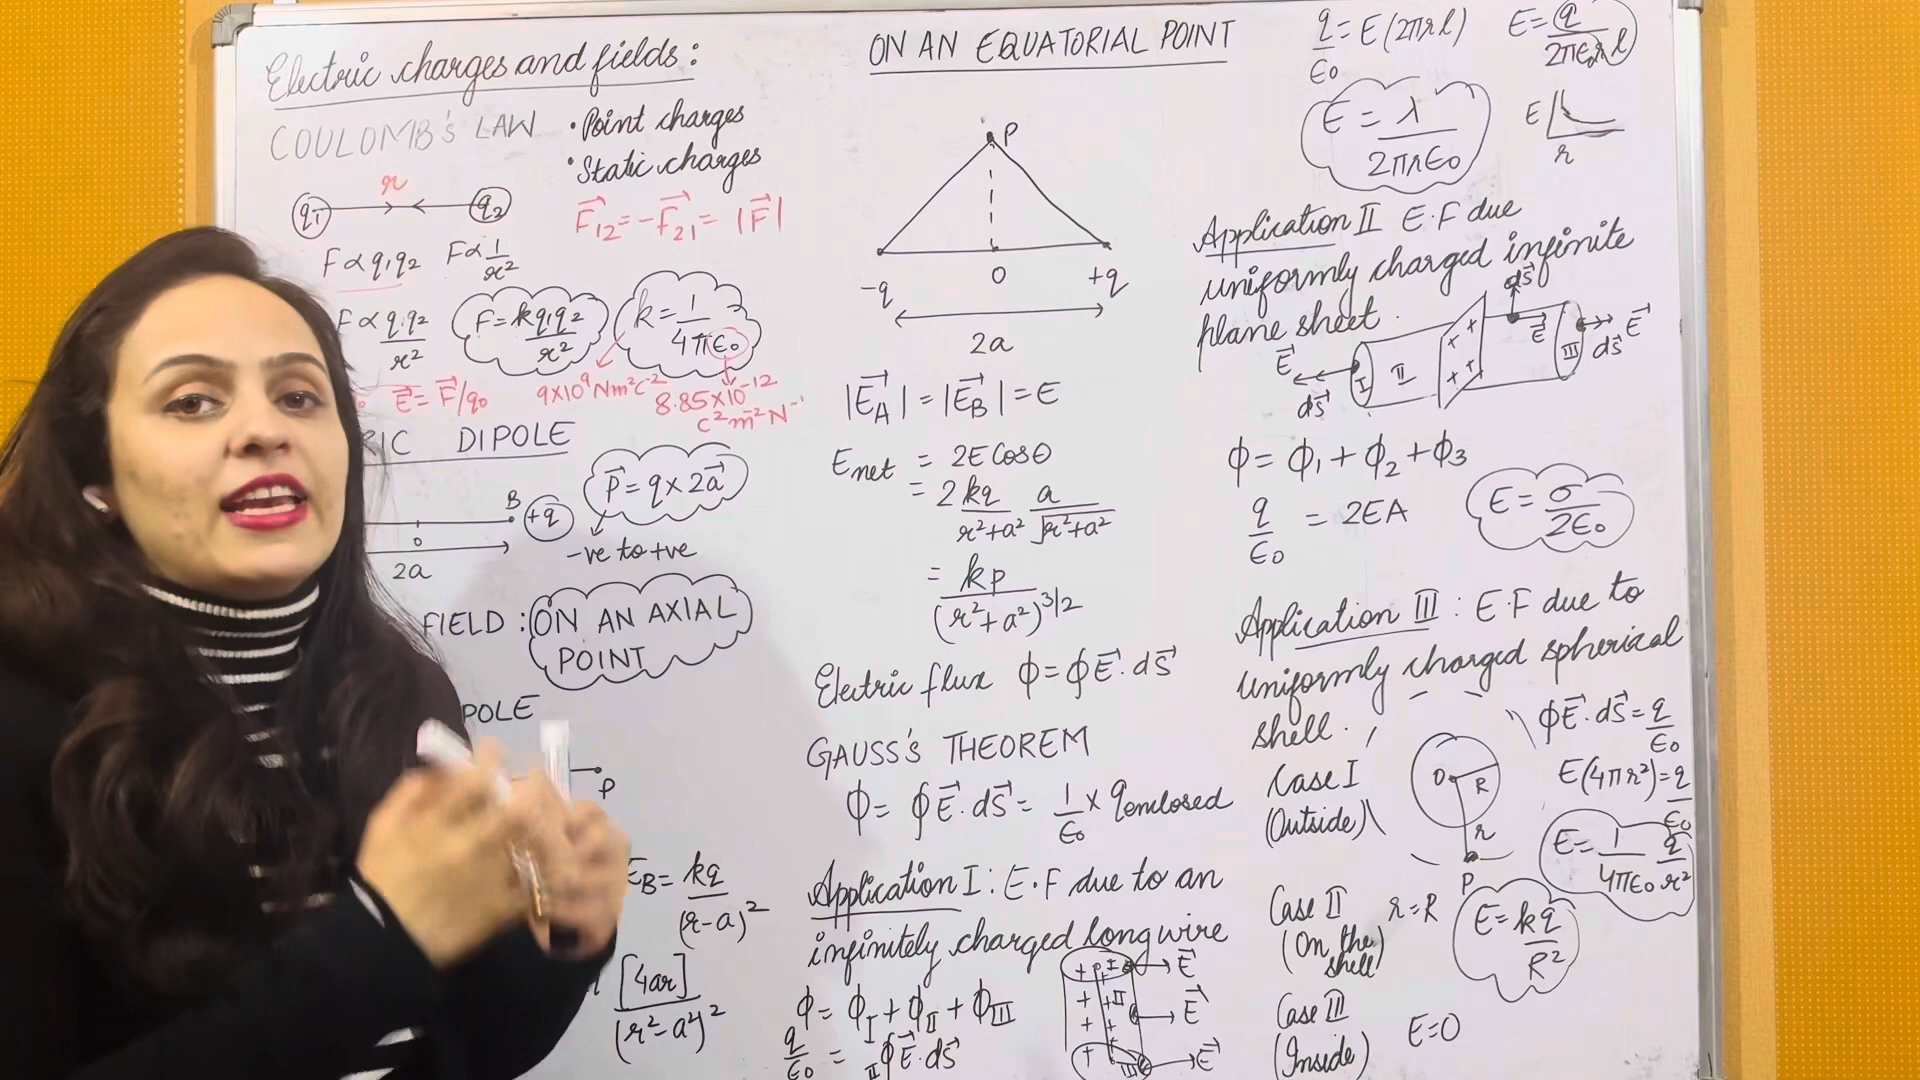 Electric charges and fields :
COULOMB's LAW
• Point charges
• Static charges
r
q1 q2
F⃗12 = -F⃗21 = |F⃗|
F ∝ q1q2 F ∝ 1/r²
F ∝ q1q2/r² F = kq1q2/r² k = 1/4πε0
E⃗ = F⃗/q0 9×10⁹ Nm²C⁻² 8.85×10⁻¹²
C²m⁻²N⁻¹
RIC DIPOLE
p⃗ = q × 2a⃗
B +q
O
-ve to +ve
2a
FIELD : ON AN AXIAL
POINT
POLE
P
EB = kq/(r-a)²
[4ar]/(r²-a²)²
ON AN EQUATORIAL POINT
P
-q O +q
2a
|E⃗A| = |E⃗B| = E
Enet = 2E Cosθ
= 2 kq/r²+a² a/√r²+a²
= kp/(r²+a²)^3/2
Electric flux ϕ = ∮E⃗.dS⃗
GAUSS's THEOREM
ϕ = ∮E⃗.dS⃗ = 1/ε0 × qenclosed
Application I : E.F due to an
infinitely charged long wire
ϕ = ϕI + ϕII + ϕIII
q/ε0 = II∮E⃗.dS⃗
+ + I E⃗
+ + II E⃗
+ +
+ III E⃗
q/ε0 = E(2πrl) E = q/2πε0rl
E = λ/2πrε0
E
r
Application II E.F due
uniformly charged infinite
plane sheet.
dS⃗
E⃗ I II + + + + E⃗ III E⃗
dS⃗ dS⃗
ϕ = ϕ1 + ϕ2 + ϕ3
q/ε0 = 2EA E = σ/2ε0
Application III : E.F due to
uniformly charged spherical
shell.
∮E⃗.dS⃗ = q/ε0
Case I
(Outside)
O R
r
P
E(4πr²) = q/ε0
E = 1/4πε0 q/r²
Case II r=R
(On the
shell)
E = kq/R²
Case III
(Inside)
E=0